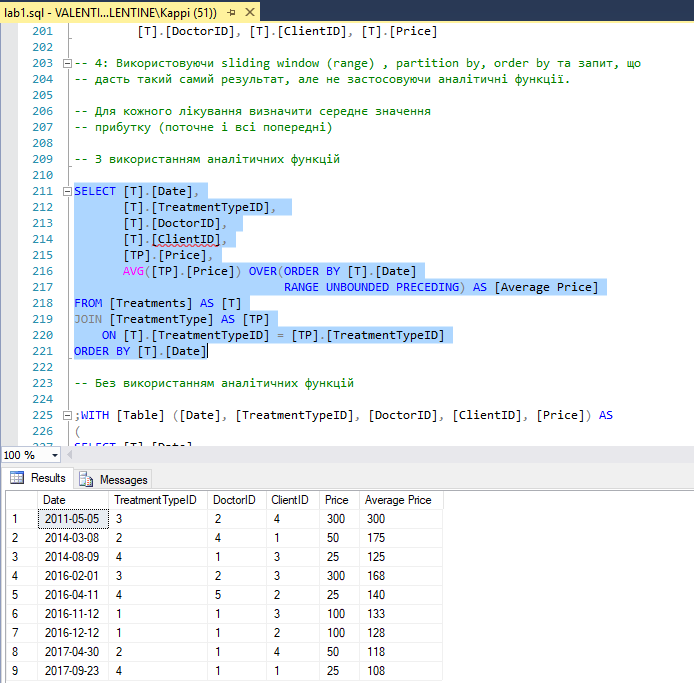 lab1.sql - VALENTI...LENTINE\Kappi (51))
201 [T].[DoctorID], [T].[ClientID], [T].[Price]
202
203 -- 4: Використовуючи sliding window (range) , partition by, order by та запит, що
204 -- дасть такий самий результат, але не застосовуючи аналітичні функції.
205
206 -- Для кожного лікування визначити середнє значення
207 -- прибутку (поточне і всі попередні)
208
209 -- З використанням аналітичних функцій
210
211 SELECT [T].[Date],
212 [T].[TreatmentTypeID],
213 [T].[DoctorID],
214 [T].[ClientID],
215 [TP].[Price],
216 AVG([TP].[Price]) OVER(ORDER BY [T].[Date]
217 RANGE UNBOUNDED PRECEDING) AS [Average Price]
218 FROM [Treatments] AS [T]
219 JOIN [TreatmentType] AS [TP]
220 ON [T].[TreatmentTypeID] = [TP].[TreatmentTypeID]
221 ORDER BY [T].[Date]
222
223 -- Без використанням аналітичних функцій
224
225 ;WITH [Table] ([Date], [TreatmentTypeID], [DoctorID], [ClientID], [Price]) AS
226 (
227 SELECT [T].[Date]
100 %
Results Messages
Date TreatmentTypeID DoctorID ClientID Price Average Price
1 2011-05-05 3 2 4 300 300
2 2014-03-08 2 4 1 50 175
3 2014-08-09 4 1 3 25 125
4 2016-02-01 3 2 3 300 168
5 2016-04-11 4 5 2 25 140
6 2016-11-12 1 1 3 100 133
7 2016-12-12 1 1 2 100 128
8 2017-04-30 2 1 4 50 118
9 2017-09-23 4 1 1 25 108